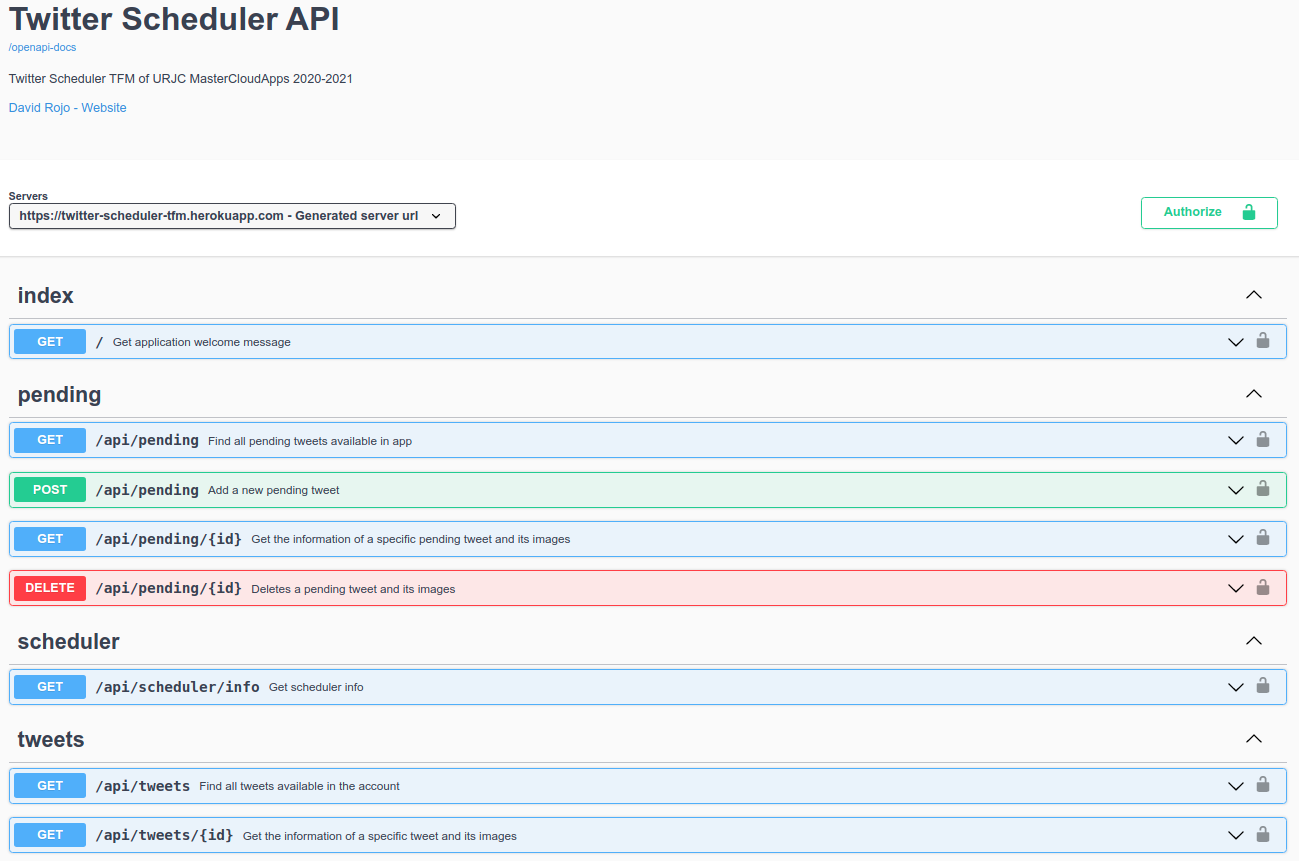 Twitter Scheduler API
/openapi-docs
Twitter Scheduler TFM of URJC MasterCloudApps 2020-2021
David Rojo - Website
Servers
https://twitter-scheduler-tfm.herokuapp.com - Generated server url
Authorize
index
GET / Get application welcome message
pending
GET /api/pending Find all pending tweets available in app
POST /api/pending Add a new pending tweet
GET /api/pending/{id} Get the information of a specific pending tweet and its images
DELETE /api/pending/{id} Deletes a pending tweet and its images
scheduler
GET /api/scheduler/info Get scheduler info
tweets
GET /api/tweets Find all tweets available in the account
GET /api/tweets/{id} Get the information of a specific tweet and its images